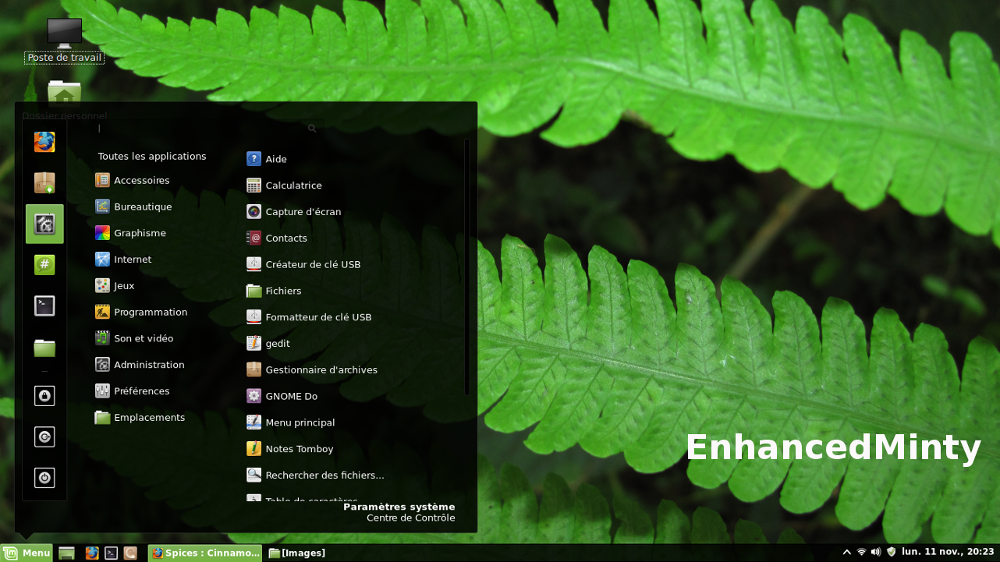 Poste de travail
Dossier personnel
Toutes les applications
Accessoires
Bureautique
Graphisme
Internet
Jeux
Programmation
Son et vidéo
Administration
Préférences
Emplacements
Aide
Calculatrice
Capture d'écran
Contacts
Créateur de clé USB
Fichiers
Formatteur de clé USB
gedit
Gestionnaire d'archives
GNOME Do
Menu principal
Notes Tomboy
Rechercher des fichiers...
Table de caractères
Paramètres système
Centre de Contrôle
EnhancedMinty
Menu
Spices : Cinnamo...
[Images]
lun. 11 nov., 20:23